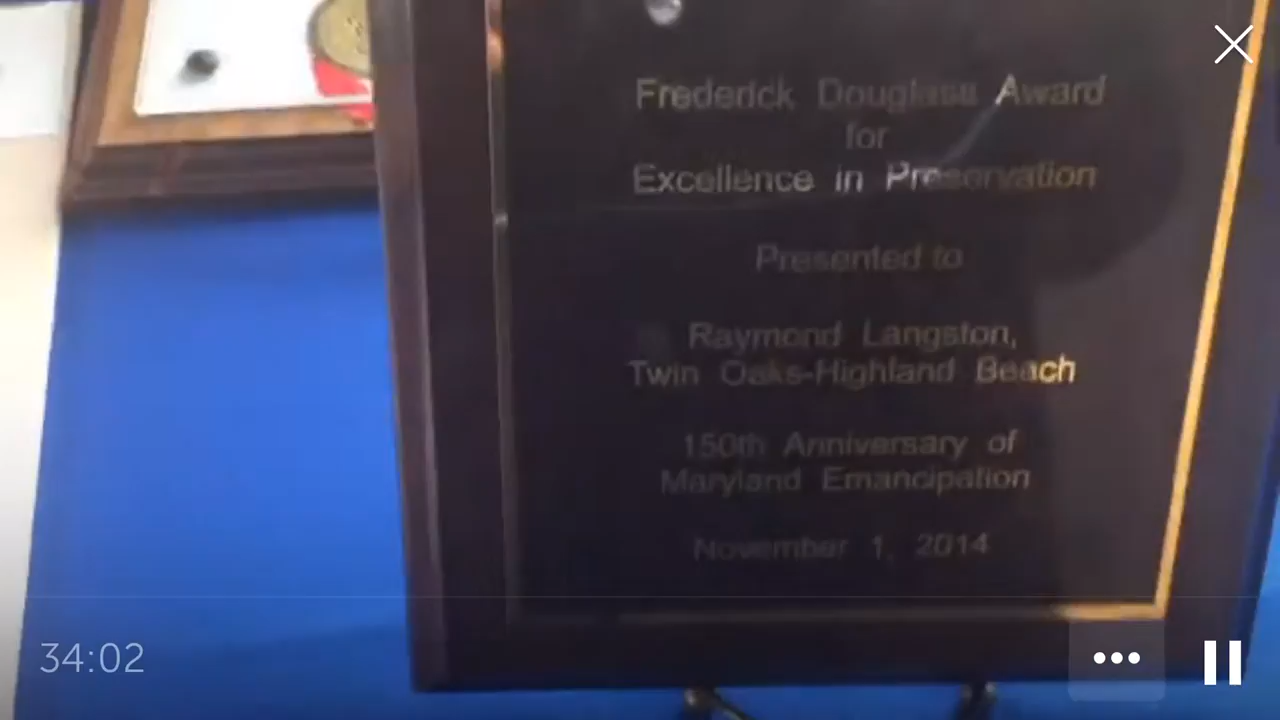 Frederick Douglass Award
for
Excellence in Preservation
Presented to
Raymond Langston,
Twin Oaks-Highland Beach
150th Anniversary of
Maryland Emancipation
November 1, 2014
34:02